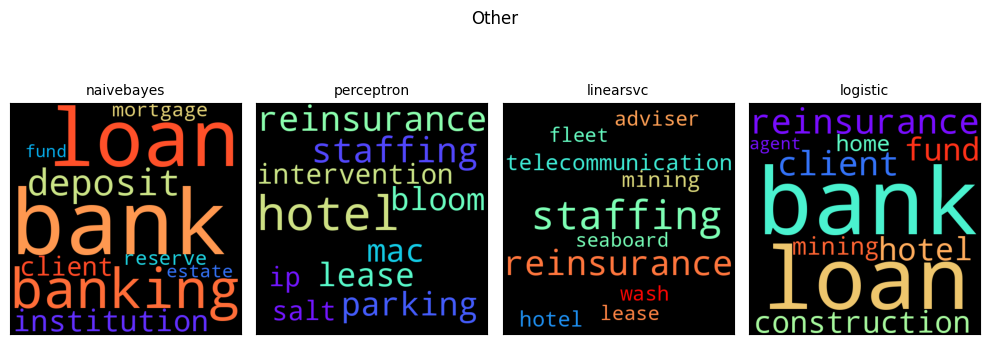 Other
naivebayes
mortgage
loan
fund
deposit
bank
reserve
client
estate
banking
institution
perceptron
reinsurance
staffing
intervention
bloom
hotel
mac
ip
lease
salt
parking
linearsvc
adviser
fleet
telecommunication
mining
staffing
seaboard
reinsurance
wash
lease
hotel
logistic
reinsurance
agent
home
fund
client
bank
mining
hotel
loan
construction